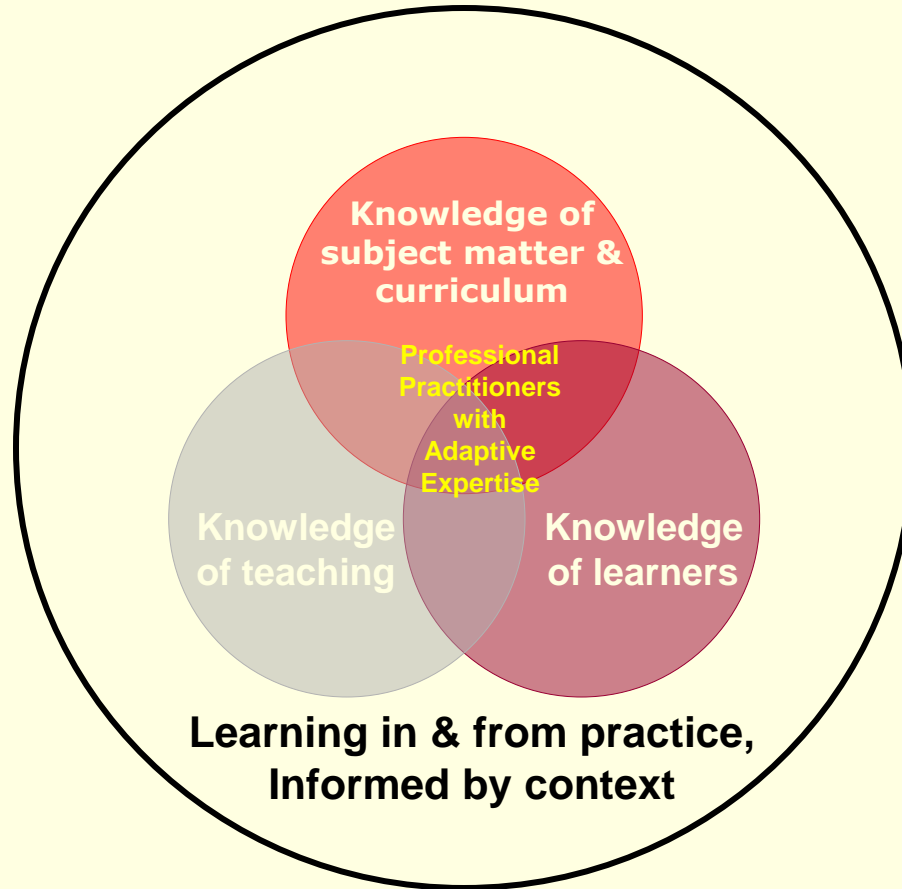 Knowledge of
subject matter &
curriculum
Professional
Practitioners
with
Adaptive
Expertise
Knowledge
of teaching
Knowledge
of learners
Learning in & from practice,
Informed by context